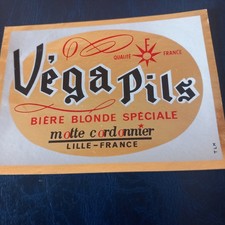 QUALITÉ FRANCE
Véga Pils
BIÈRE BLONDE SPÉCIALE
motte cordonnier
LILLE-FRANCE